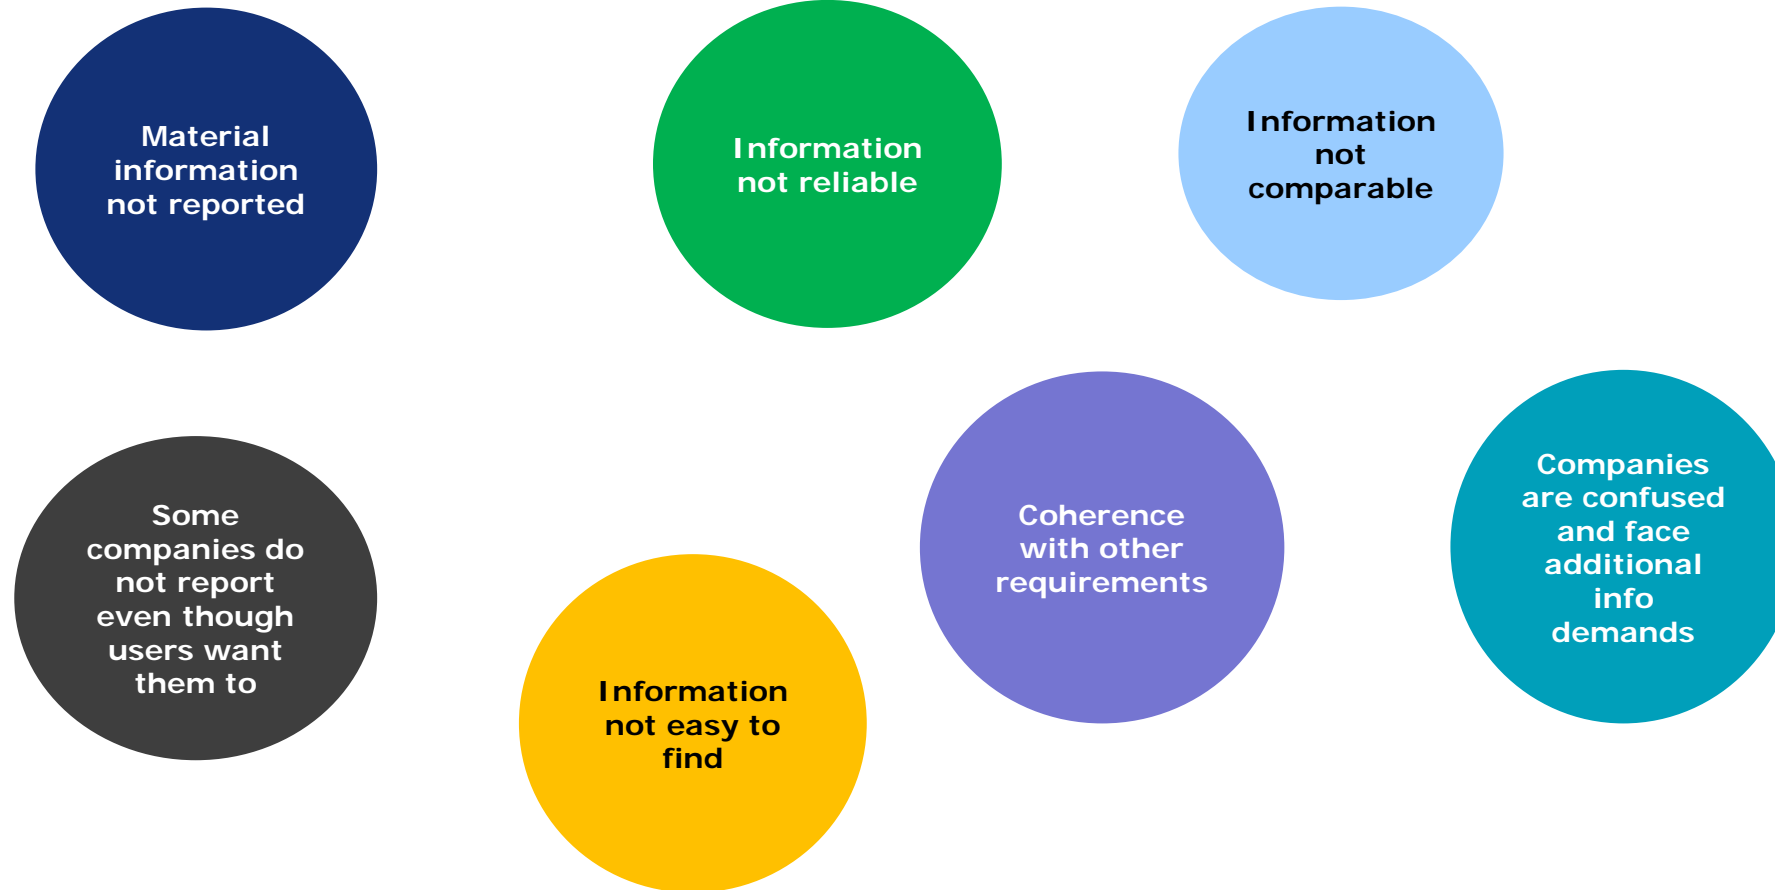 Material
information
not reported
Information
not reliable
Information
not
comparable
Some
companies do
not report
even though
users want
them to
Information
not easy to
find
Coherence
with other
requirements
Companies
are confused
and face
additional
info
demands